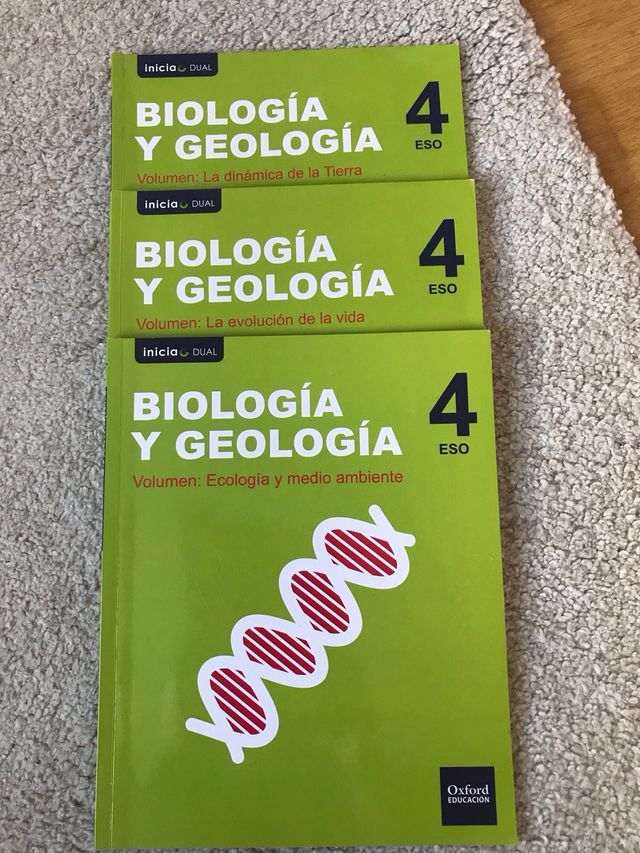 inicia DUAL
BIOLOGÍA
Y GEOLOGÍA
4
ESO
Volumen: La dinámica de la Tierra
inicia DUAL
BIOLOGÍA
Y GEOLOGÍA
4
ESO
Volumen: La evolución de la vida
inicia DUAL
BIOLOGÍA
Y GEOLOGÍA
4
ESO
Volumen: Ecología y medio ambiente
Oxford
EDUCACIÓN